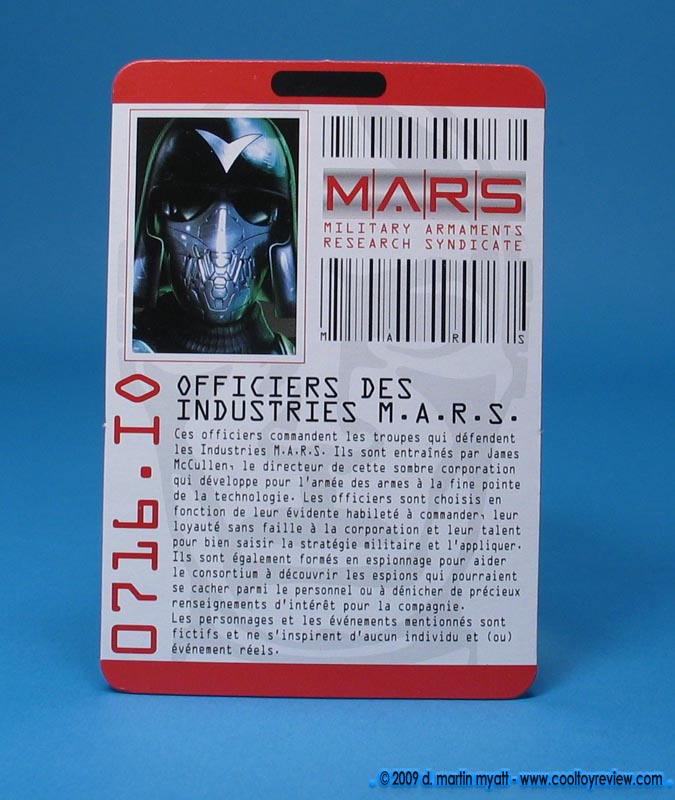 M|A|R|S
MILITARY ARMAMENTS
RESEARCH SYNDICATE
M A R S
0716.IO
OFFICIERS DES
INDUSTRIES M.A.R.S.
Ces officiers commandent les troupes qui défendent
les Industries M.A.R.S. Ils sont entraînés par James
McCullen, le directeur de cette sombre corporation
qui développe pour l'armée des armes à la fine pointe
de la technologie. Les officiers sont choisis en
fonction de leur évidente habileté à commander, leur
loyauté sans faille à la corporation et leur talent
pour bien saisir la stratégie militaire et l'appliquer.
Ils sont également formés en espionnage pour aider
le consortium à découvrir les espions qui pourraient
se cacher parmi le personnel ou à dénicher de précieux
renseignements d'intérêt pour la compagnie.
Les personnages et les événements mentionnés sont
fictifs et ne s'inspirent d'aucun individu et (ou)
événement réels.
© 2009 d. martin myatt - www.cooltoyreview.com